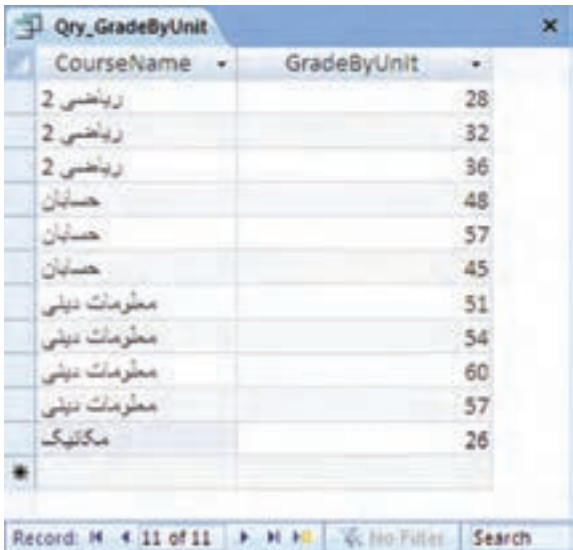 Qry_GradeByUnit
CourseName GradeByUnit
ریاضی 2 28
ریاضی 2 32
ریاضی 2 36
حسابان 48
حسابان 57
حسابان 45
معلومات دینی 51
معلومات دینی 54
معلومات دینی 60
معلومات دینی 57
مکانیک 26
Record: 11 of 11 No Filter Search